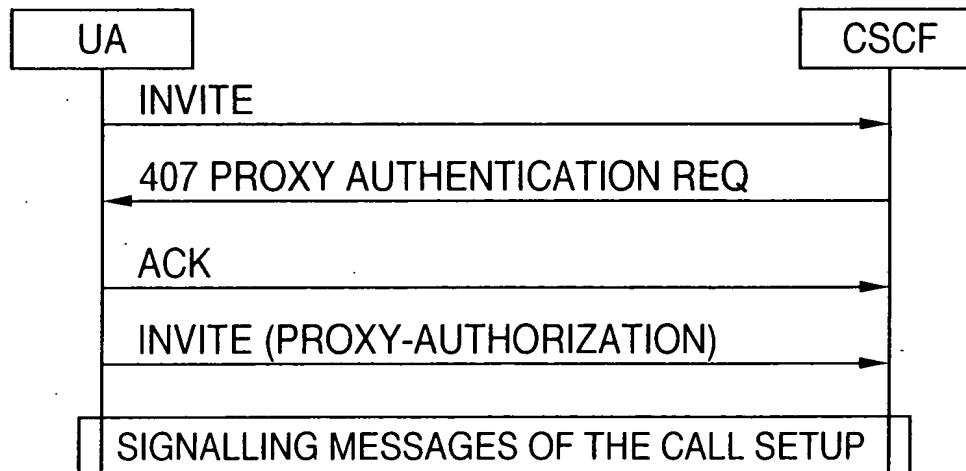 UA
CSCF
INVITE
407 PROXY AUTHENTICATION REQ
ACK
INVITE (PROXY-AUTHORIZATION)
SIGNALLING MESSAGES OF THE CALL SETUP